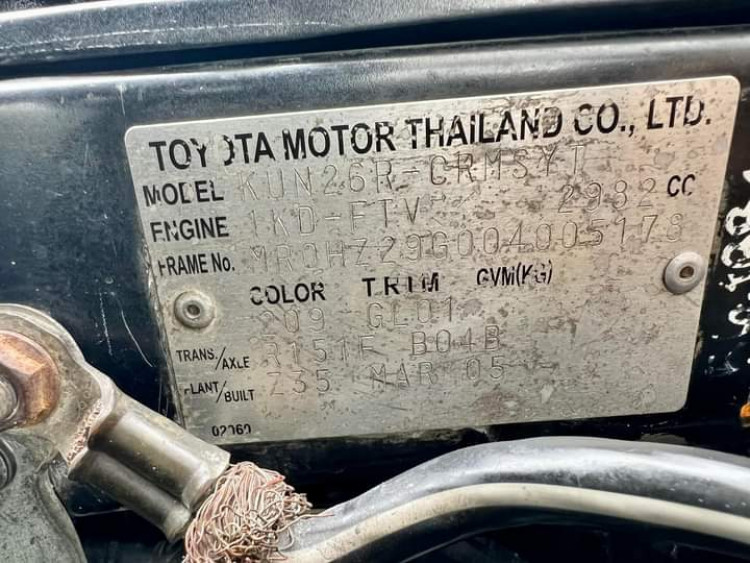 TOYOTA MOTOR THAILAND CO., LTD.
MODEL KUN26R-CRMSYT
ENGINE 1KD-FTV 2982 CC
FRAME No.
COLOR TRIM GVM(KG)
209 GL01
TRANS./AXLE R151F B04B
PLANT/BUILT Z35 MAR 05
02060